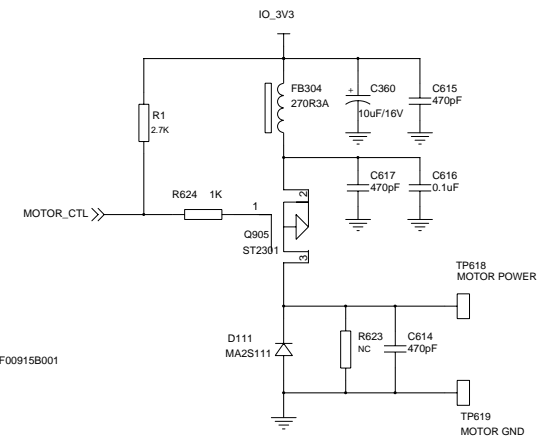 IO_3V3
FB304
270R3A
C360
10uF/16V
C615
470pF
R1
2.7K
R624 1K
MOTOR_CTL
1
2
3
Q905
ST2301
C617
470pF
C616
0.1uF
TP618
MOTOR POWER
D111
MA2S111
R623
NC
C614
470pF
F00915B001
TP619
MOTOR GND